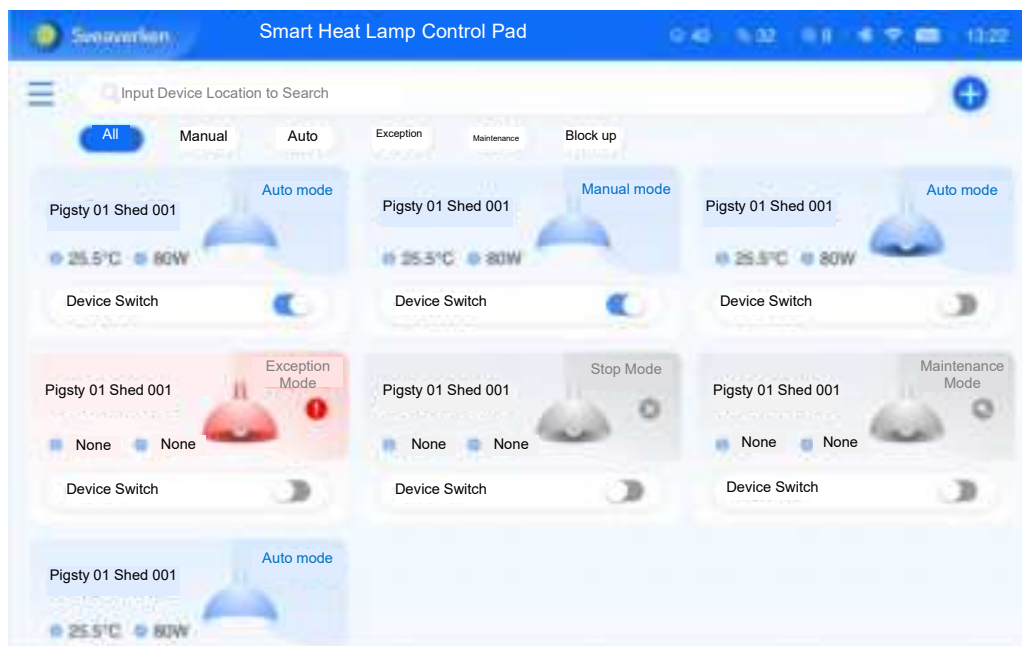 Sveaverken
Smart Heat Lamp Control Pad
40 32 8 13:22
Input Device Location to Search
All Manual Auto Exception Maintenance Block up
Auto mode
Pigsty 01 Shed 001
25.5°C 80W
Device Switch
Manual mode
Pigsty 01 Shed 001
25.5°C 80W
Device Switch
Auto mode
Pigsty 01 Shed 001
25.5°C 80W
Device Switch
Exception
Mode
Pigsty 01 Shed 001
None None
Device Switch
Stop Mode
Pigsty 01 Shed 001
None None
Device Switch
Maintenance
Mode
Pigsty 01 Shed 001
None None
Device Switch
Auto mode
Pigsty 01 Shed 001
25.5°C 80W